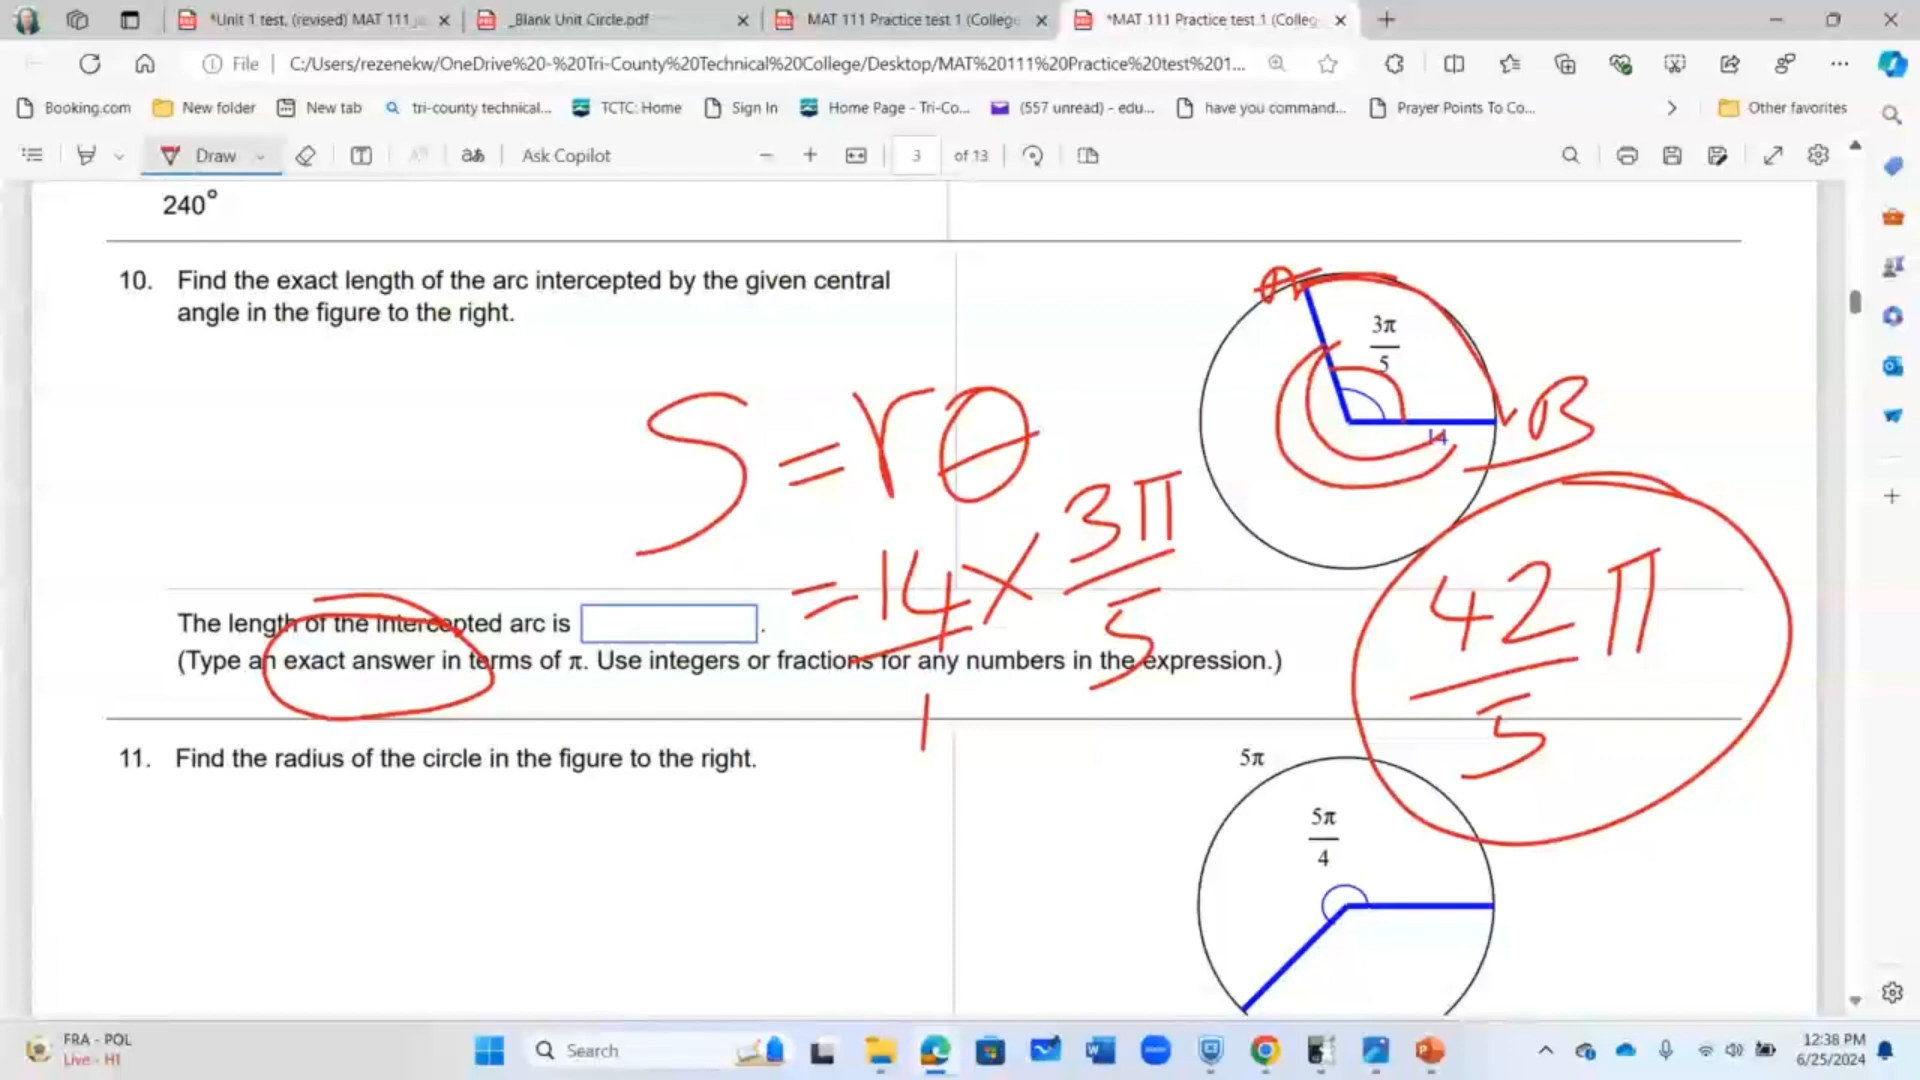 *Unit 1 test, (revised) MAT 111_
_Blank Unit Circle.pdf
MAT 111 Practice test 1 (College
*MAT 111 Practice test 1 (Colleg
File
C:/Users/rezenekw/OneDrive%20-%20Tri-County%20Technical%20College/Desktop/MAT%20111%20Practice%20test%201...
Booking.com
New folder
New tab
tri-county technical...
TCTC: Home
Sign In
Home Page - Tri-Co...
(557 unread) - edu...
have you command...
Prayer Points To Co...
Other favorites
Draw
Ask Copilot
3
of 13
240°
10. Find the exact length of the arc intercepted by the given central
angle in the figure to the right.
3π
5
14
A
B
S = rθ
= 14/1 × 3π/5
42/5 π
The length of the intercepted arc is
.
(Type an exact answer in terms of π. Use integers or fractions for any numbers in the expression.)
11. Find the radius of the circle in the figure to the right.
5π
5π
4
FRA - POL
Live - H1
Search
12:38 PM
6/25/2024